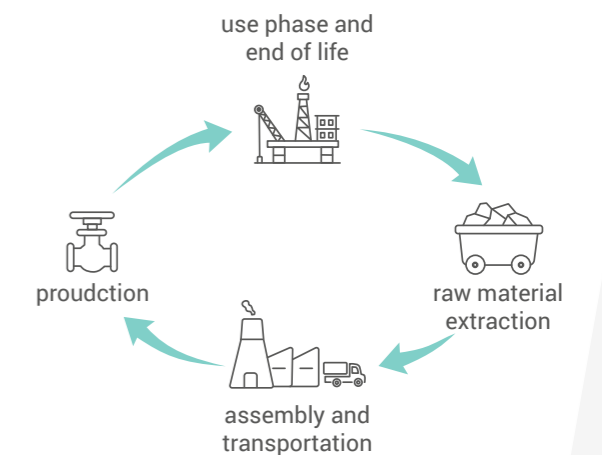 use phase and
end of life
proudction
raw material
extraction
assembly and
transportation